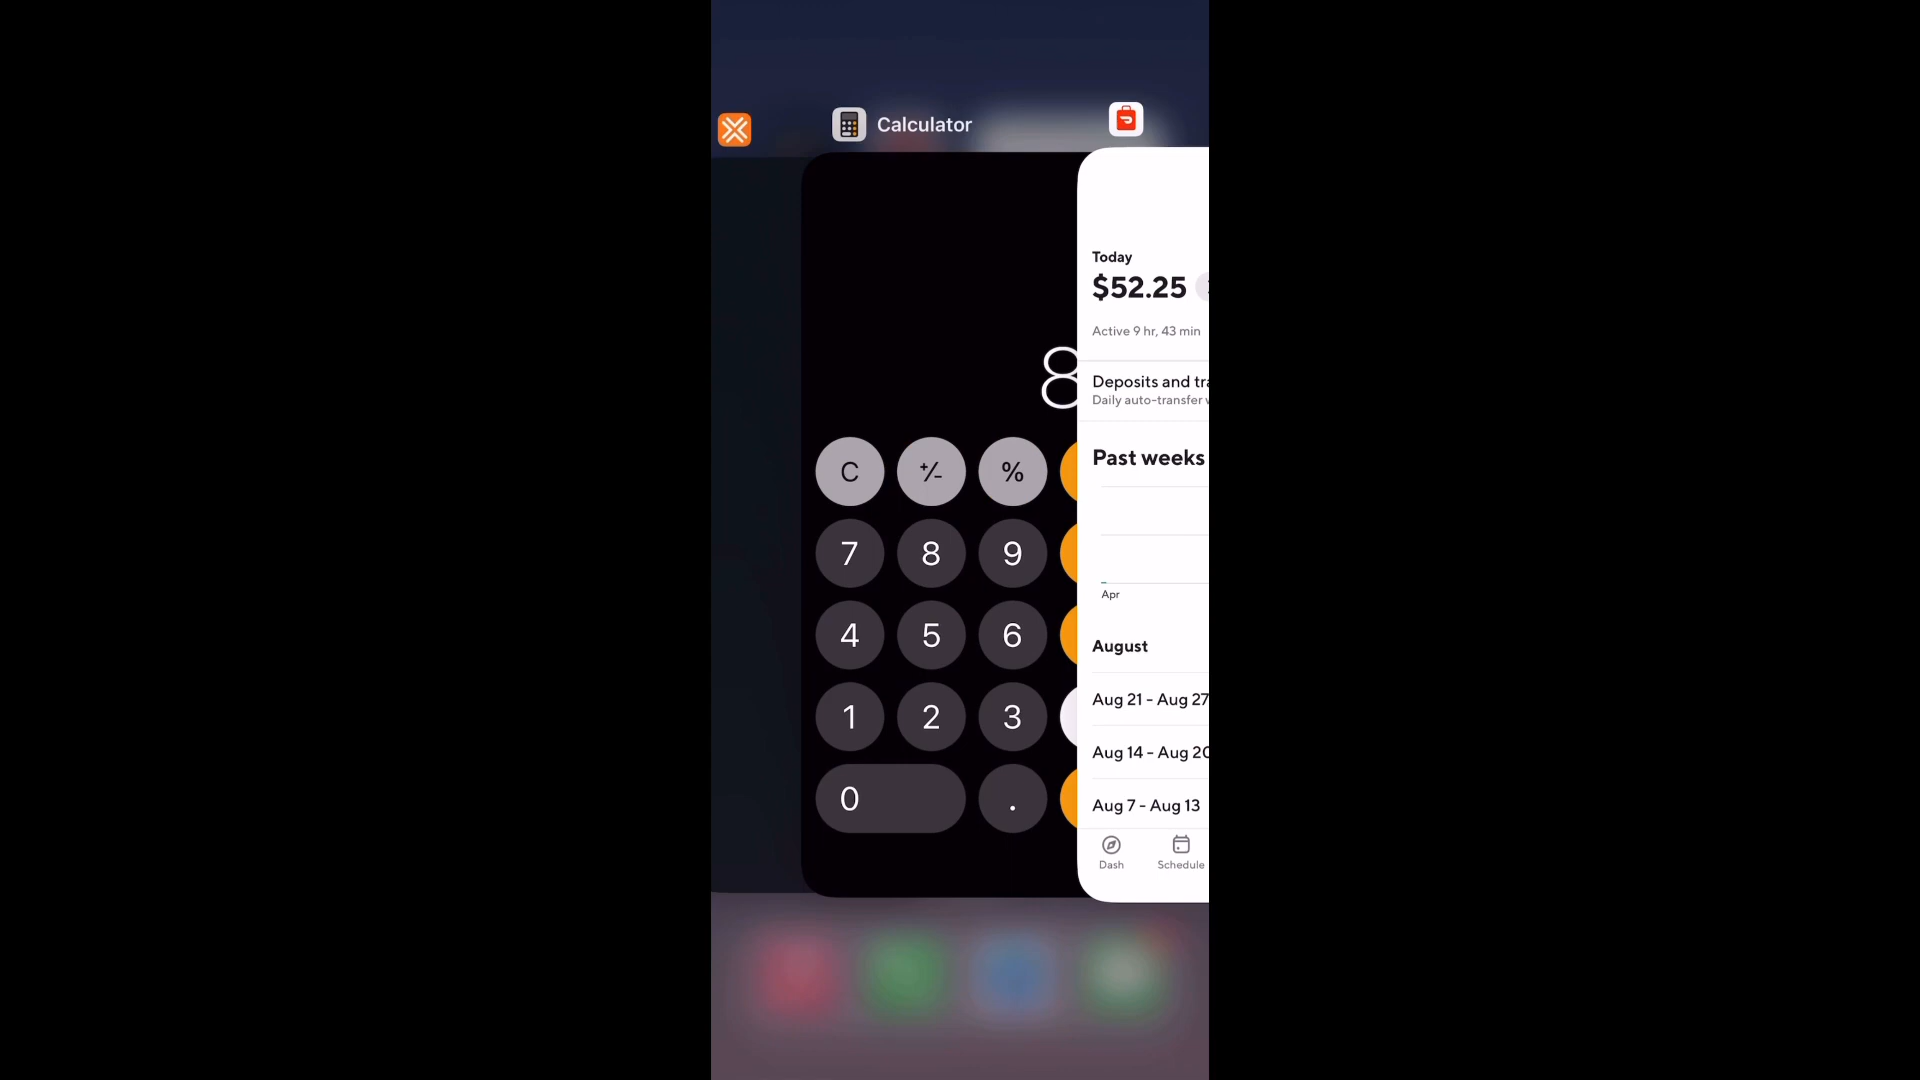 Calculator
8
C
+/-
%
7
8
9
4
5
6
1
2
3
0
.
Today
$52.25
Active 9 hr, 43 min
Deposits and
Daily auto-transfer
Past weeks
Apr
August
Aug 21 - Aug 27
Aug 14 - Aug 20
Aug 7 - Aug 13
Dash
Schedule